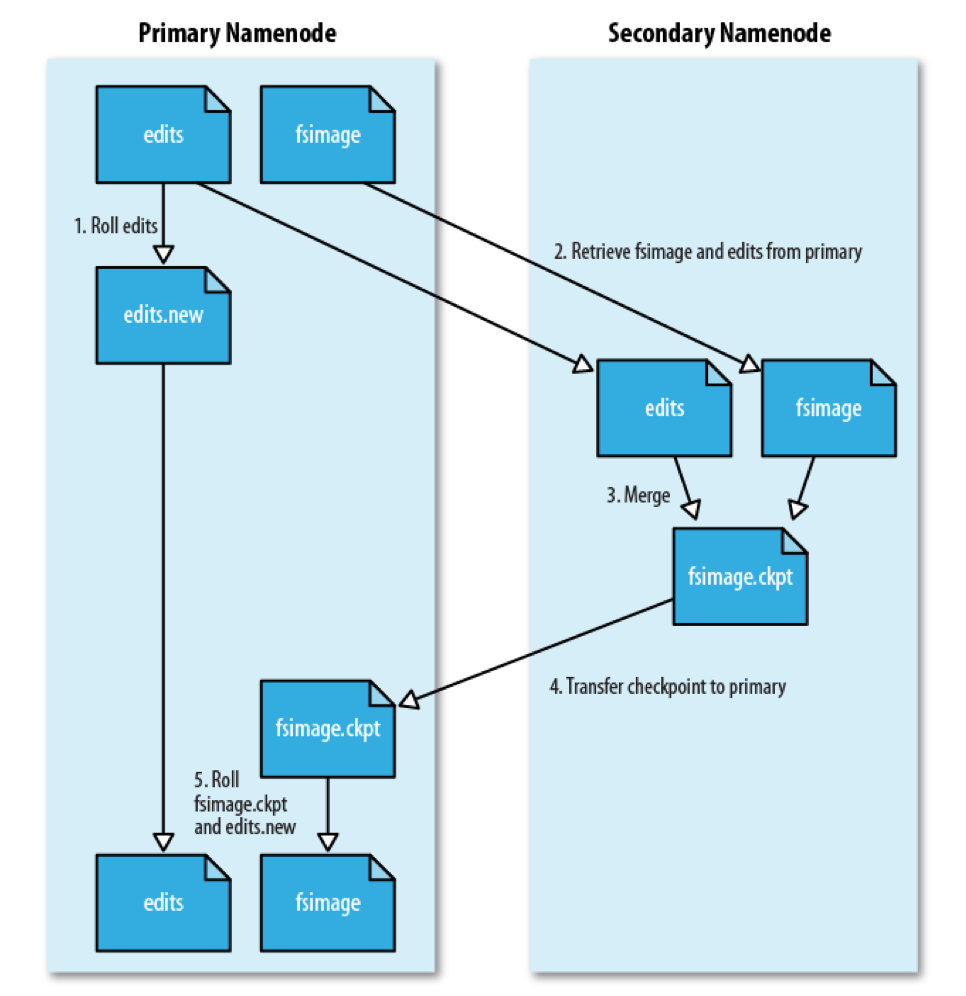 Primary Namenode
Secondary Namenode
edits
fsimage
1. Roll edits
2. Retrieve fsimage and edits from primary
edits.new
edits
fsimage
3. Merge
fsimage.ckpt
4. Transfer checkpoint to primary
fsimage.ckpt
5. Roll
fsimage.ckpt
and edits.new
edits
fsimage